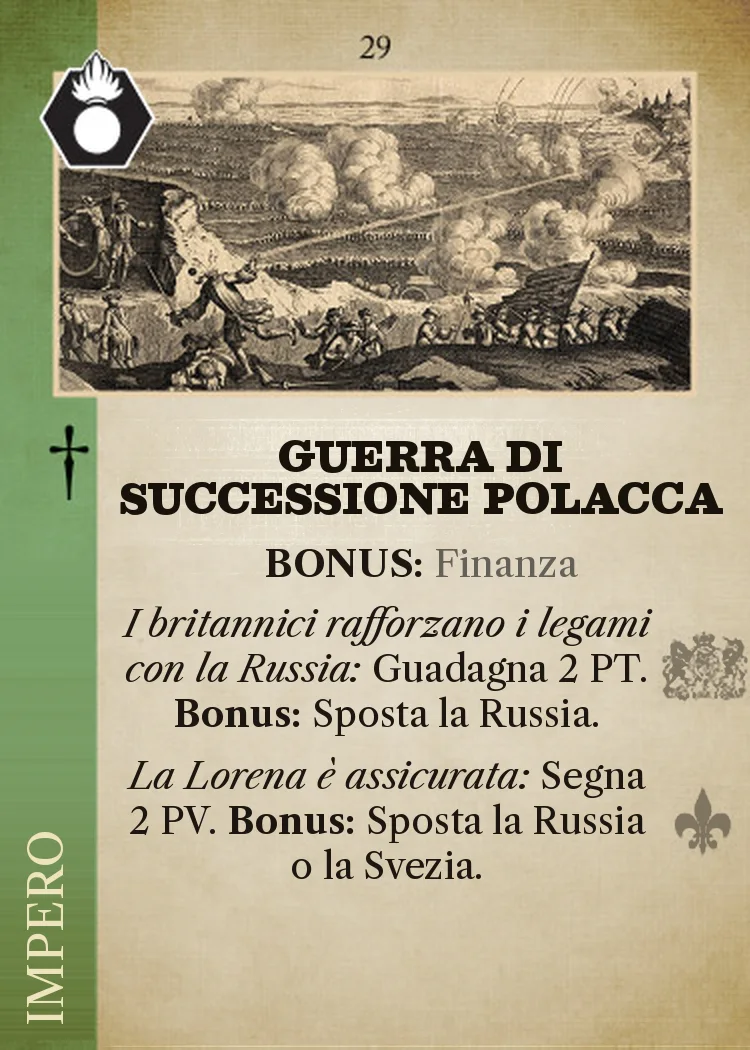 29
GUERRA DI
SUCCESSIONE POLACCA
BONUS: Finanza
I britannici rafforzano i legami
con la Russia: Guadagna 2 PT.
Bonus: Sposta la Russia.
La Lorena è assicurata: Segna
2 PV. Bonus: Sposta la Russia
o la Svezia.
IMPERO